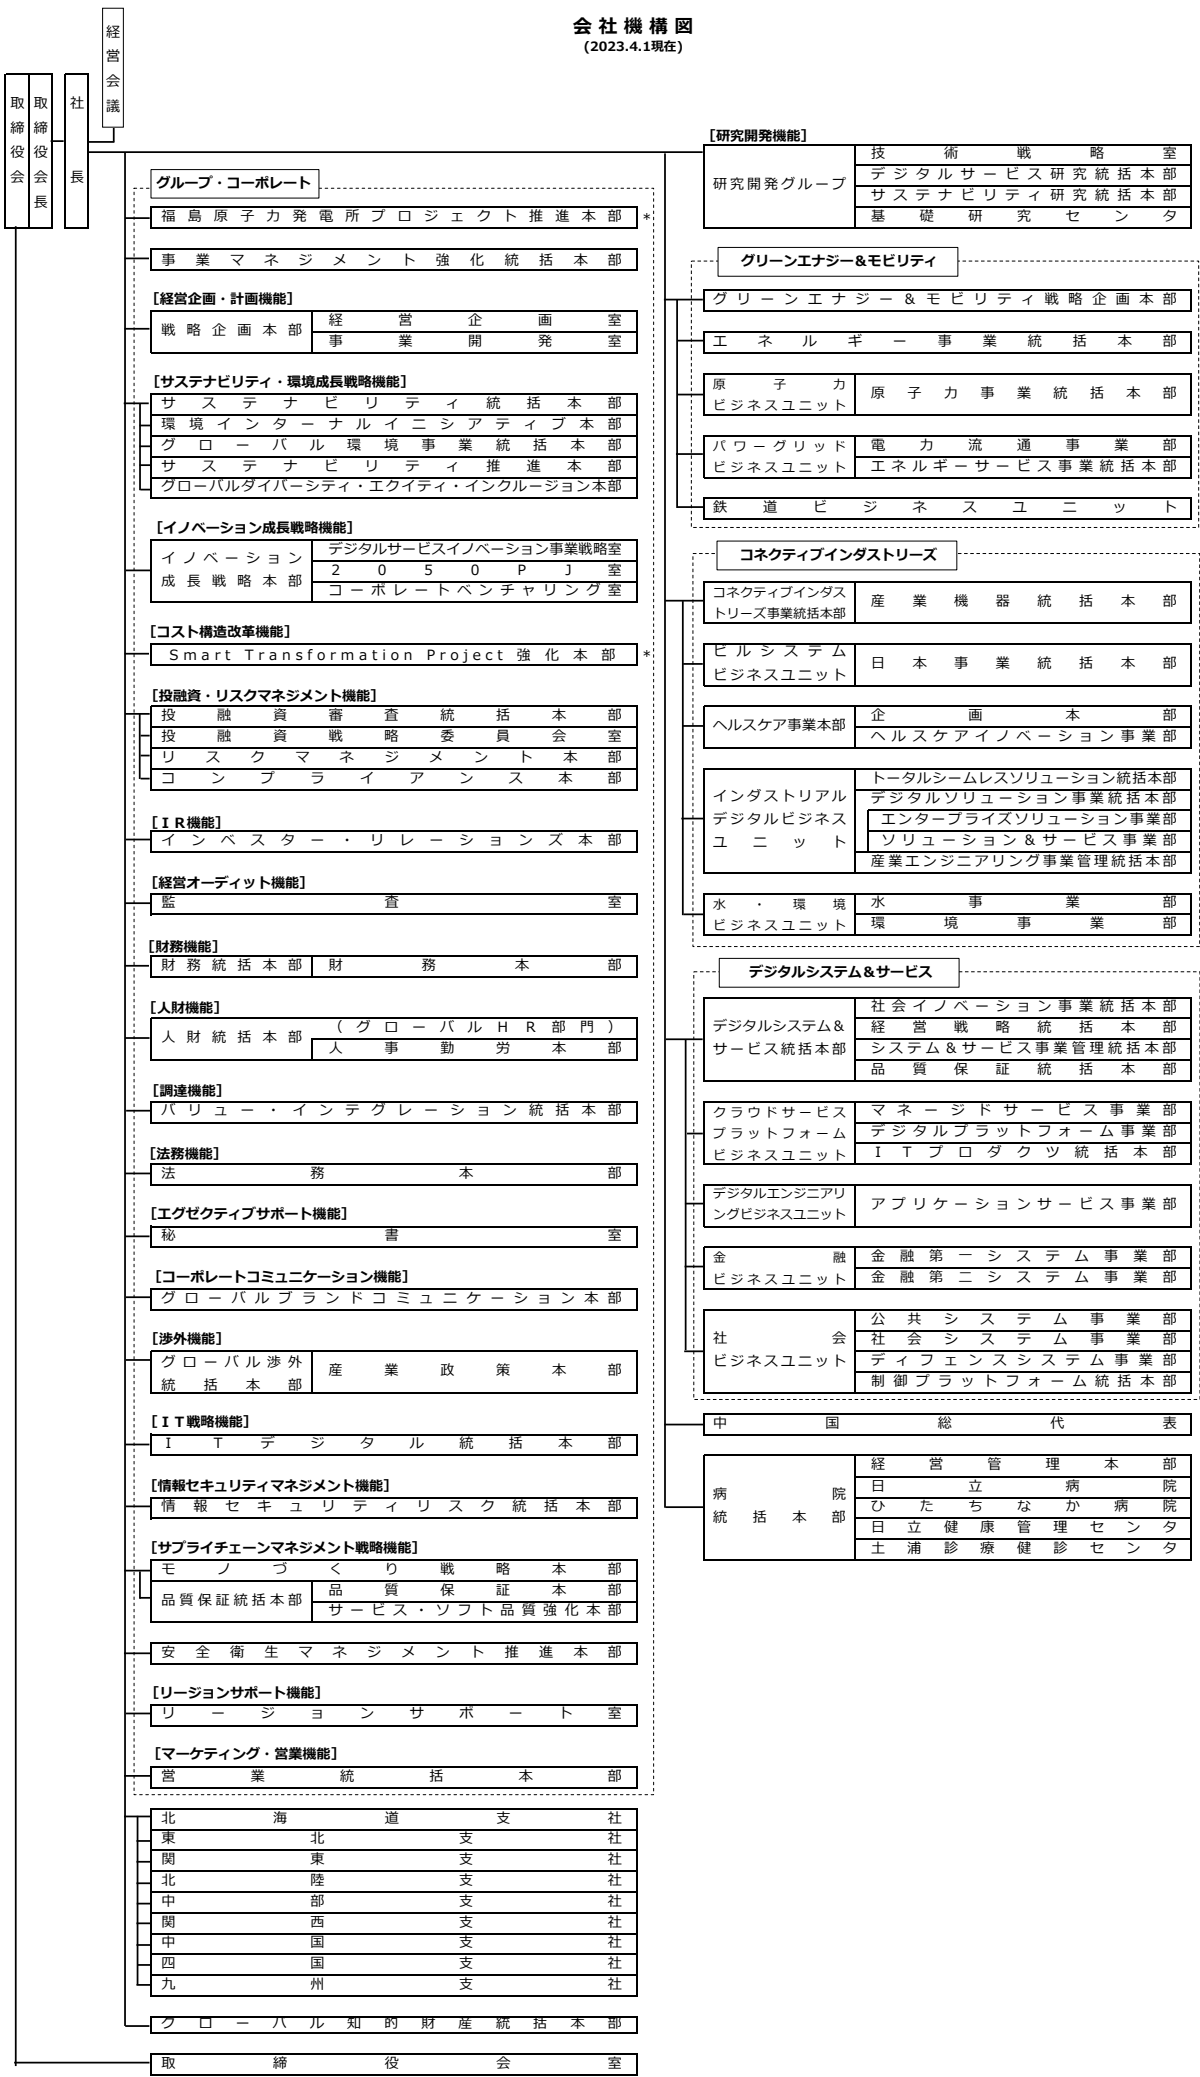 会社機構図
(2023.4.1現在)
経営会議
取締役会
取締役会長
社長
グループ・コーポレート
福島原子力発電所プロジェクト推進本部 *
事業マネジメント強化統括本部
[経営企画・計画機能]
戦略企画本部
経営企画室
事業開発室
[サステナビリティ・環境成長戦略機能]
サステナビリティ統括本部
環境インターナルイニシアティブ本部
グローバル環境事業統括本部
サステナビリティ推進本部
グローバルダイバーシティ・エクイティ・インクルージョン本部
[イノベーション成長戦略機能]
イノベーション
成長戦略本部
デジタルサービスイノベーション事業戦略室
2050PJ室
コーポレートベンチャリング室
[コスト構造改革機能]
Smart Transformation Project 強化本部 *
[投融資・リスクマネジメント機能]
投融資審査統括本部
投融資戦略委員会室
リスクマネジメント本部
コンプライアンス本部
[IR機能]
インベスター・リレーションズ本部
[経営オーディット機能]
監査室
[財務機能]
財務統括本部
財務本部
[人財機能]
人財統括本部
(グローバルHR部門)
人事勤労本部
[調達機能]
バリュー・インテグレーション統括本部
[法務機能]
法務本部
[エグゼクティブサポート機能]
秘書室
[コーポレートコミュニケーション機能]
グローバルブランドコミュニケーション本部
[渉外機能]
グローバル渉外
統括本部
産業政策本部
[IT戦略機能]
ITデジタル統括本部
[情報セキュリティマネジメント機能]
情報セキュリティリスク統括本部
[サプライチェーンマネジメント戦略機能]
モノづくり戦略本部
品質保証統括本部
品質保証本部
サービス・ソフト品質強化本部
安全衛生マネジメント推進本部
[リージョンサポート機能]
リージョンサポート室
[マーケティング・営業機能]
営業統括本部
北海道支社
東北支社
関東支社
北陸支社
中部支社
関西支社
中国支社
四国支社
九州支社
グローバル知的財産統括本部
取締役会室
[研究開発機能]
研究開発グループ
技術戦略室
デジタルサービス研究統括本部
サステナビリティ研究統括本部
基礎研究センタ
グリーンエナジー&モビリティ
グリーンエナジー&モビリティ戦略企画本部
エネルギー事業統括本部
原子力
ビジネスユニット
原子力事業統括本部
パワーグリッド
ビジネスユニット
電力流通事業部
エネルギーサービス事業統括本部
鉄道ビジネスユニット
コネクティブインダストリーズ
コネクティブインダス
トリーズ事業統括本部
産業機器統括本部
ビルシステム
ビジネスユニット
日本事業統括本部
ヘルスケア事業本部
企画本部
ヘルスケアイノベーション事業部
インダストリアル
デジタルビジネス
ユニット
トータルシームレスソリューション統括本部
デジタルソリューション事業統括本部
エンタープライズソリューション事業部
ソリューション&サービス事業部
産業エンジニアリング事業管理統括本部
水・環境
ビジネスユニット
水事業部
環境事業部
デジタルシステム&サービス
デジタルシステム&
サービス統括本部
社会イノベーション事業統括本部
経営戦略統括本部
システム&サービス事業管理統括本部
品質保証統括本部
クラウドサービス
プラットフォーム
ビジネスユニット
マネージドサービス事業部
デジタルプラットフォーム事業部
ITプロダクツ統括本部
デジタルエンジニアリ
ングビジネスユニット
アプリケーションサービス事業部
金融
ビジネスユニット
金融第一システム事業部
金融第二システム事業部
社会
ビジネスユニット
公共システム事業部
社会システム事業部
ディフェンスシステム事業部
制御プラットフォーム統括本部
中国総代表
病院
統括本部
経営管理本部
日立病院
ひたちなか病院
日立健康管理センタ
土浦診療健診センタ